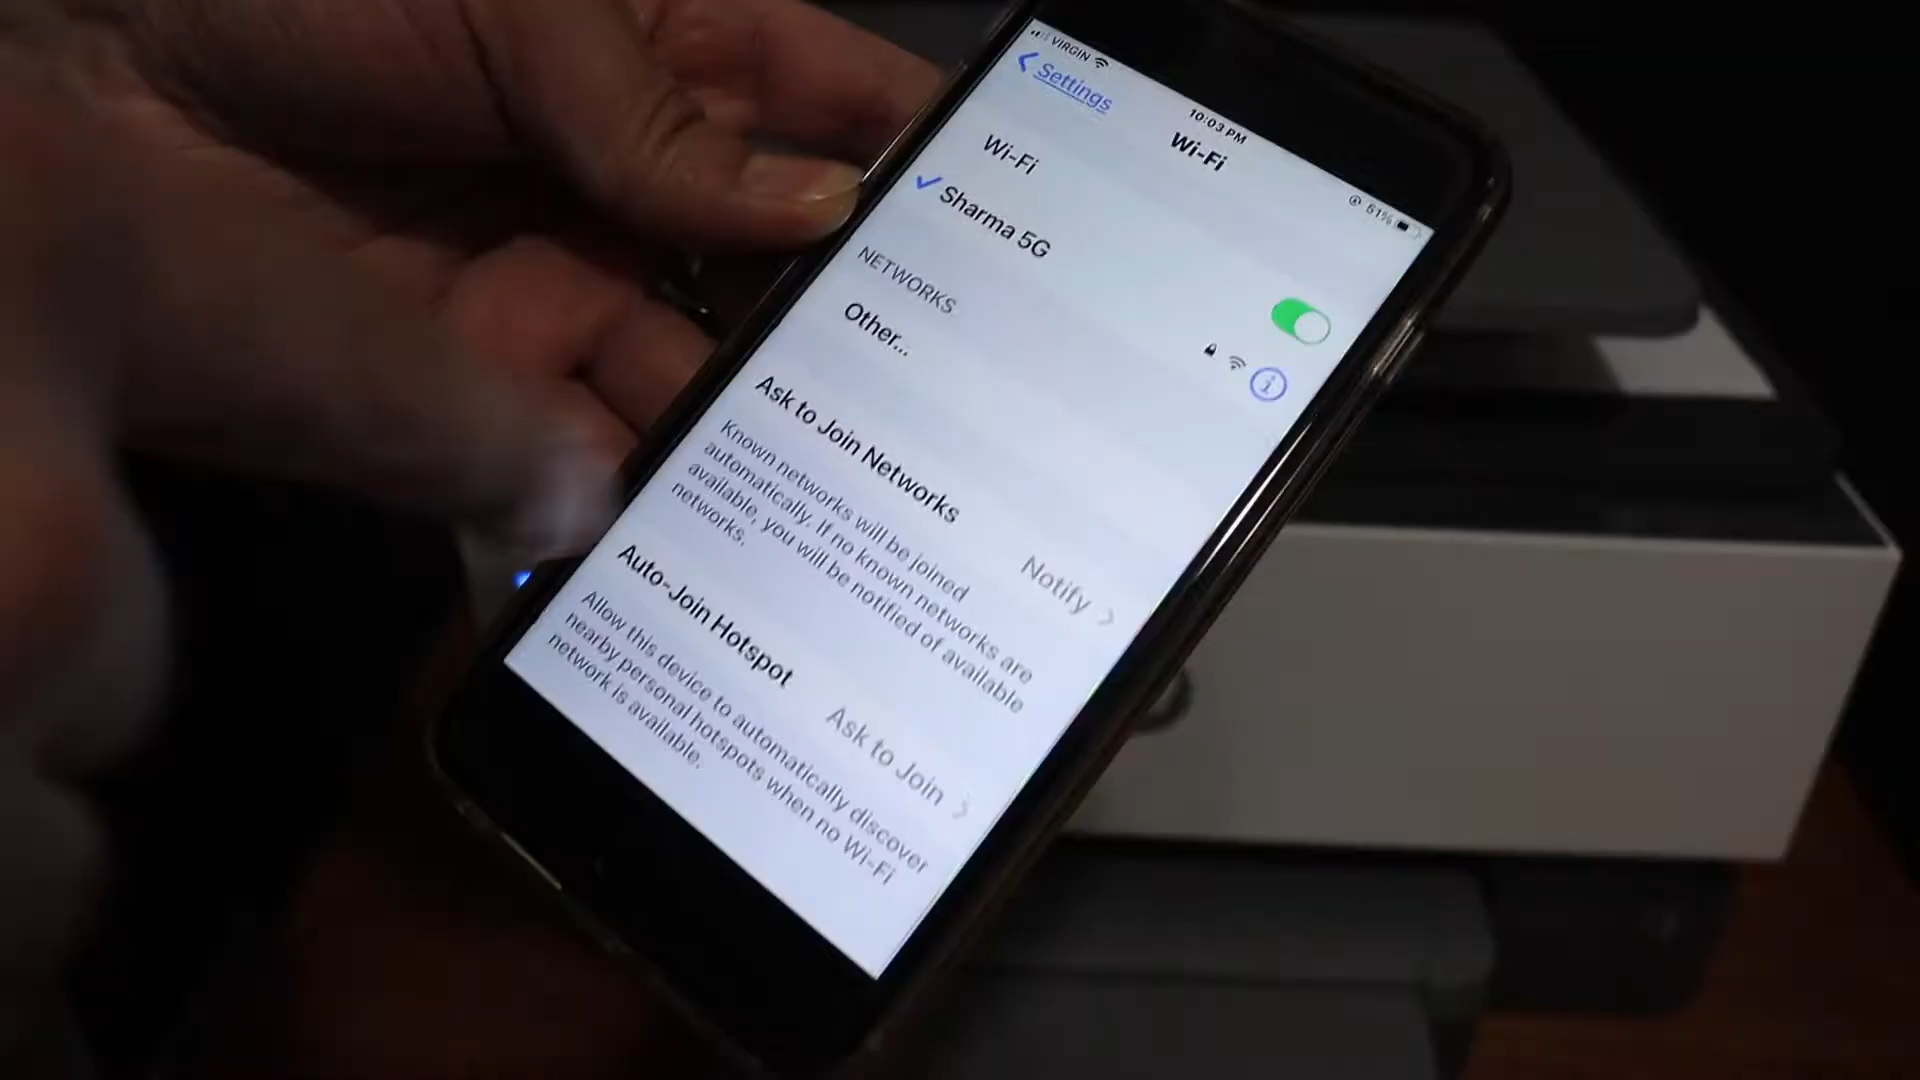 VIRGIN
10:03 PM
51%
Settings
Wi-Fi
Wi-Fi
Sharma 5G
NETWORKS
Other...
Ask to Join Networks
Notify
Known networks will be joined
automatically. If no known networks are
available, you will be notified of available
networks.
Auto-Join Hotspot
Ask to Join
Allow this device to automatically discover
nearby personal hotspots when no Wi-Fi
network is available.